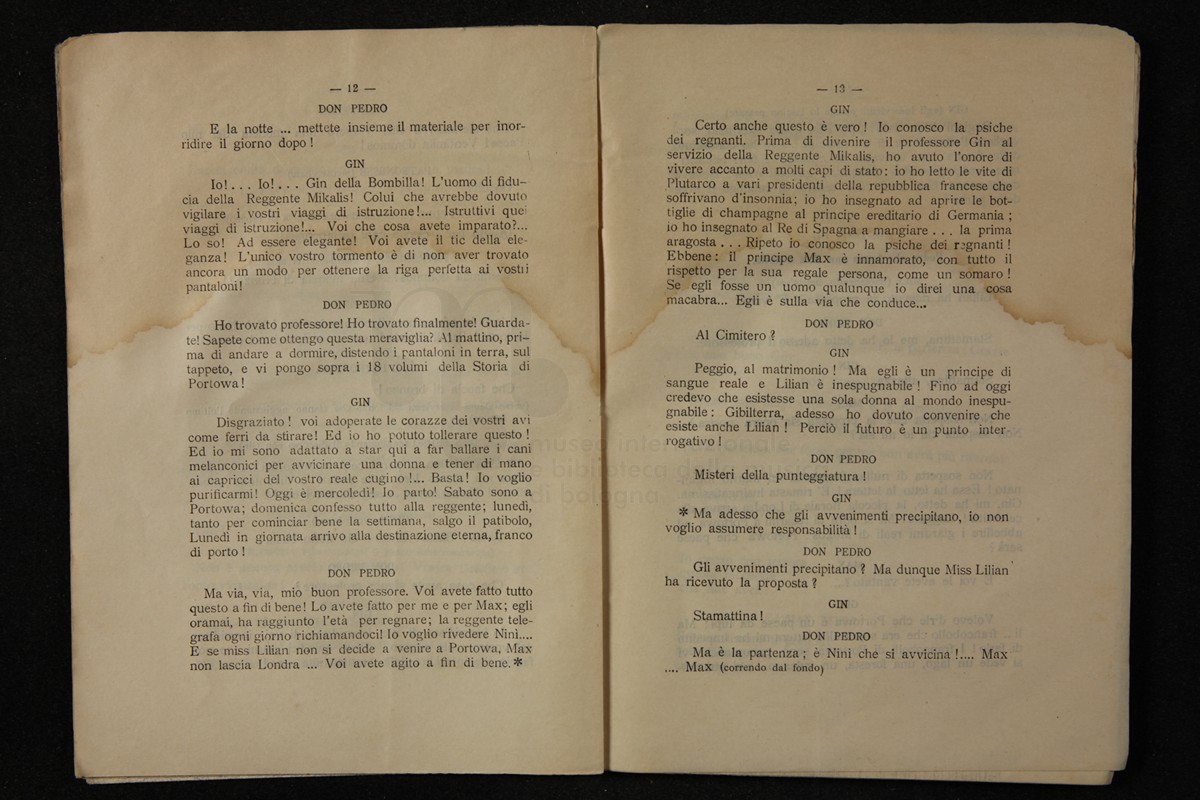 — 12 —
DON PEDRO
E la notte ... mettete insieme il materiale per inor-
ridire il giorno dopo !
GIN
Io! . . . Io! . . . Gin della Bombilla! L'uomo di fidu-
cia della Reggente Mikalis! Colui che avrebbe dovuto
vigilare i vostri viaggi di istruzione!... Istruttivi quei
viaggi di istruzione!... Voi che cosa avete imparato?...
Lo so! Ad essere elegante! Voi avete il tic della ele-
ganza! L'unico vostro tormento è di non aver trovato
ancora un modo per ottenere la riga perfetta ai vostri
pantaloni!
DON PEDRO
Ho trovato professore! Ho trovato finalmente! Guarda-
te! Sapete come ottengo questa meraviglia? Al mattino, pri-
ma di andare a dormire, distendo i pantaloni in terra, sul
tappeto, e vi pongo sopra i 18 volumi della Storia di
Portowa!
GIN
Disgraziato ! voi adoperate le corazze dei vostri avi
come ferri da stirare! Ed io ho potuto tollerare questo !
Ed io mi sono adattato a star qui a far ballare i cani
melanconici per avvicinare una donna e tener di mano
ai capricci del vostro reale cugino !... Basta! Io voglio
purificarmi! Oggi è mercoledì! Io parto! Sabato sono a
Portowa; domenica confesso tutto alla reggente; lunedì,
tanto per cominciar bene la settimana, salgo il patibolo,
Lunedì in giornata arrivo alla destinazione eterna, franco
di porto !
DON PEDRO
Ma via, via, mio buon professore. Voi avete fatto tutto
questo a fin di bene! Lo avete fatto per me e per Max; egli
oramai, ha raggiunto l'età per regnare; la reggente tele-
grafa ogni giorno richiamandoci! Io voglio rivedere Ninì....
E se miss Lilian non si decide a venire a Portowa, Max
non lascia Londra ... Voi avete agito a fin di bene.*
— 13 —
GIN
Certo anche questo è vero ! Io conosco la psiche
dei regnanti. Prima di divenire il professore Gin al
servizio della Reggente Mikalis, ho avuto l'onore di
vivere accanto a molti capi di stato: io ho letto le vite di
Plutarco a vari presidenti della repubblica francese che
soffrivano d'insonnia; io ho insegnato ad aprire le bot-
tiglie di champagne al principe ereditario di Germania ;
io ho insegnato al Re di Spagna a mangiare . . . la prima
aragosta . . . Ripeto io conosco la psiche dei regnanti !
Ebbene : il principe Max è innamorato, con tutto il
rispetto per la sua regale persona, come un somaro !
Se egli fosse un uomo qualunque io direi una cosa
macabra... Egli è sulla via che conduce...
DON PEDRO
Al Cimitero ?
GIN
Peggio, al matrimonio ! Ma egli è un principe di
sangue reale e Lilian è inespugnabile ! Fino ad oggi
credevo che esistesse una sola donna al mondo inespu-
gnabile : Gibilterra, adesso ho dovuto convenire che
esiste anche Lilian ! Perciò il futuro è un punto inter-
rogativo !
DON PEDRO
Misteri della punteggiatura !
GIN
* Ma adesso che gli avvenimenti precipitano, io non
voglio assumere responsabilità !
DON PEDRO
Gli avvenimenti precipitano ? Ma dunque Miss Lilian
ha ricevuto la proposta ?
GIN
Stamattina !
DON PEDRO
Ma è la partenza ; è Nini che si avvicina !.... Max
.... Max (correndo dal fondo)
museo internazionale
e biblioteca della musica
di bologna